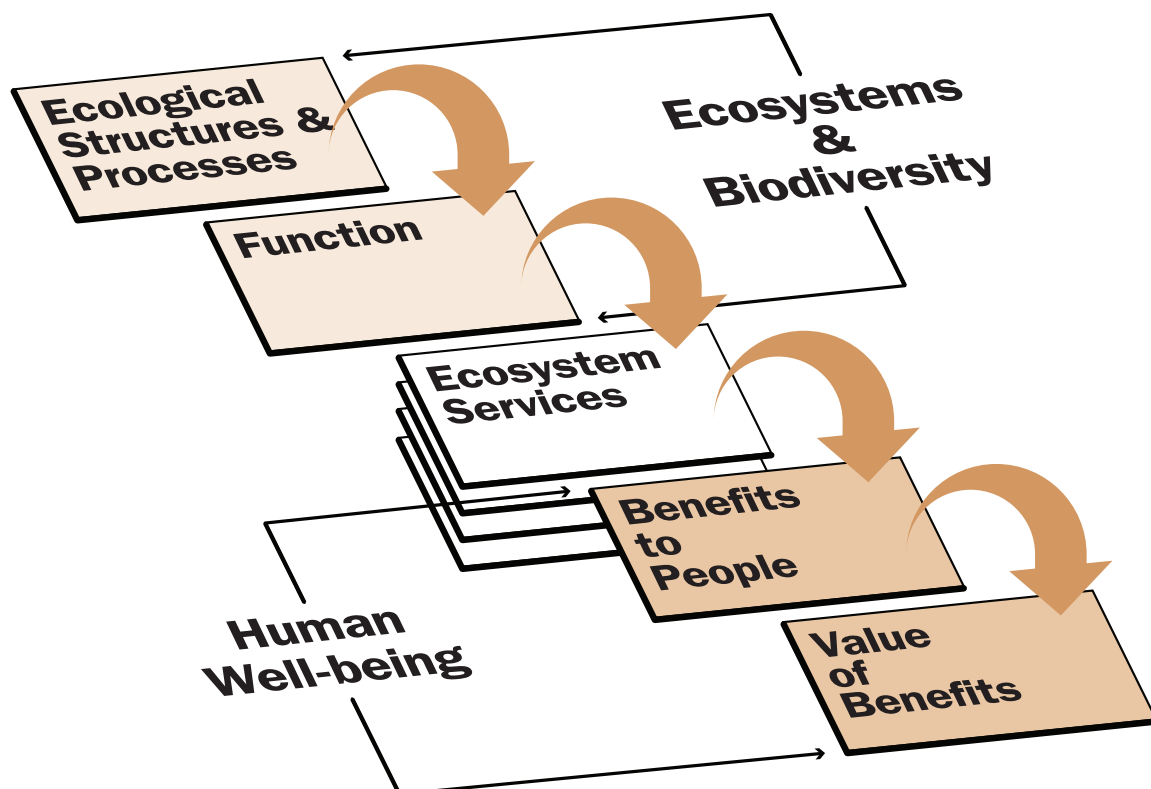 Ecological
Structures &
Processes
Ecosystems
&
Biodiversity
Function
Ecosystem
Services
Benefits
to
People
Human
Well-being
Value
of
Benefits